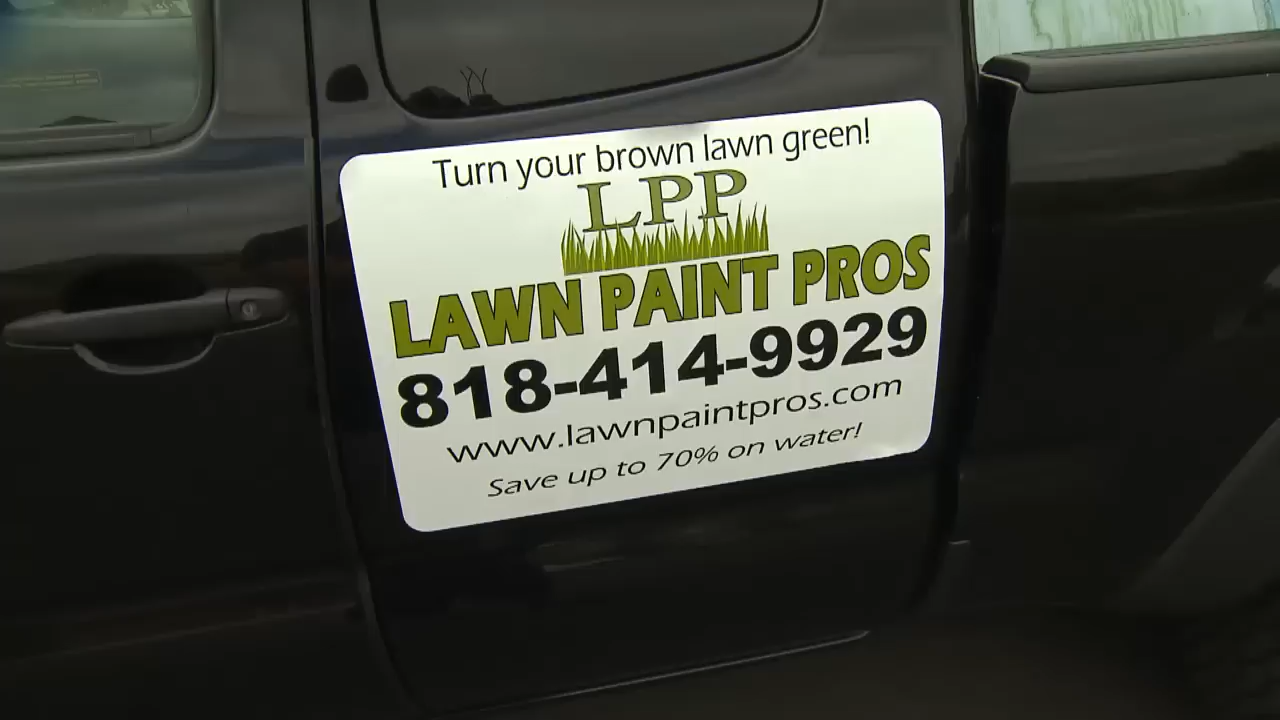 Turn your brown lawn green!
LPP
LAWN PAINT PROS
818-414-9929
www.lawnpaintpros.com
Save up to 70% on water!